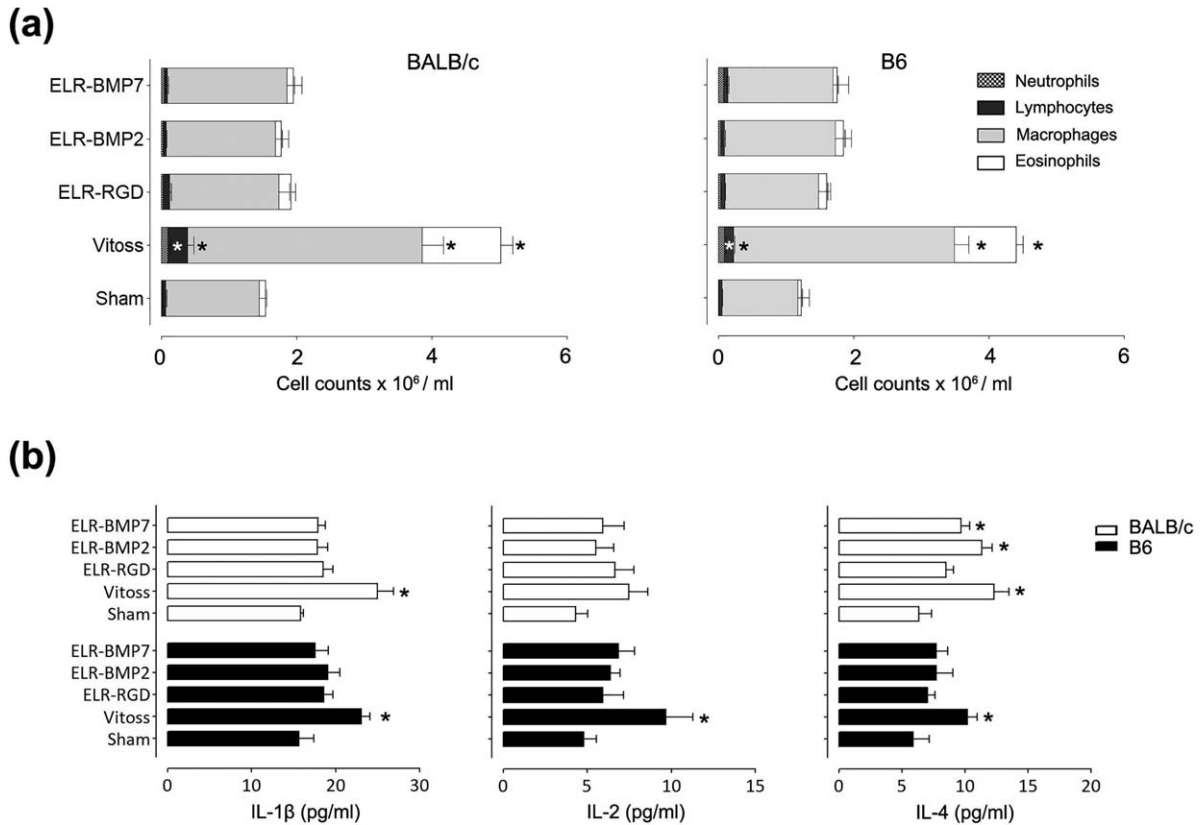 (a)
BALB/c
B6
ELR-BMP7
ELR-BMP2
ELR-RGD
Vitoss
Sham
* * * *
* * * *
Neutrophils
Lymphocytes
Macrophages
Eosinophils
0 2 4 6
0 2 4 6
Cell counts x 10⁶ / ml
Cell counts x 10⁶ / ml
(b)
ELR-BMP7
ELR-BMP2
ELR-RGD
Vitoss
Sham
ELR-BMP7
ELR-BMP2
ELR-RGD
Vitoss
Sham
*
*
*
*
*
*
*
BALB/c
B6
0 10 20 30
0 5 10 15
0 5 10 15 20
IL-1β (pg/ml)
IL-2 (pg/ml)
IL-4 (pg/ml)